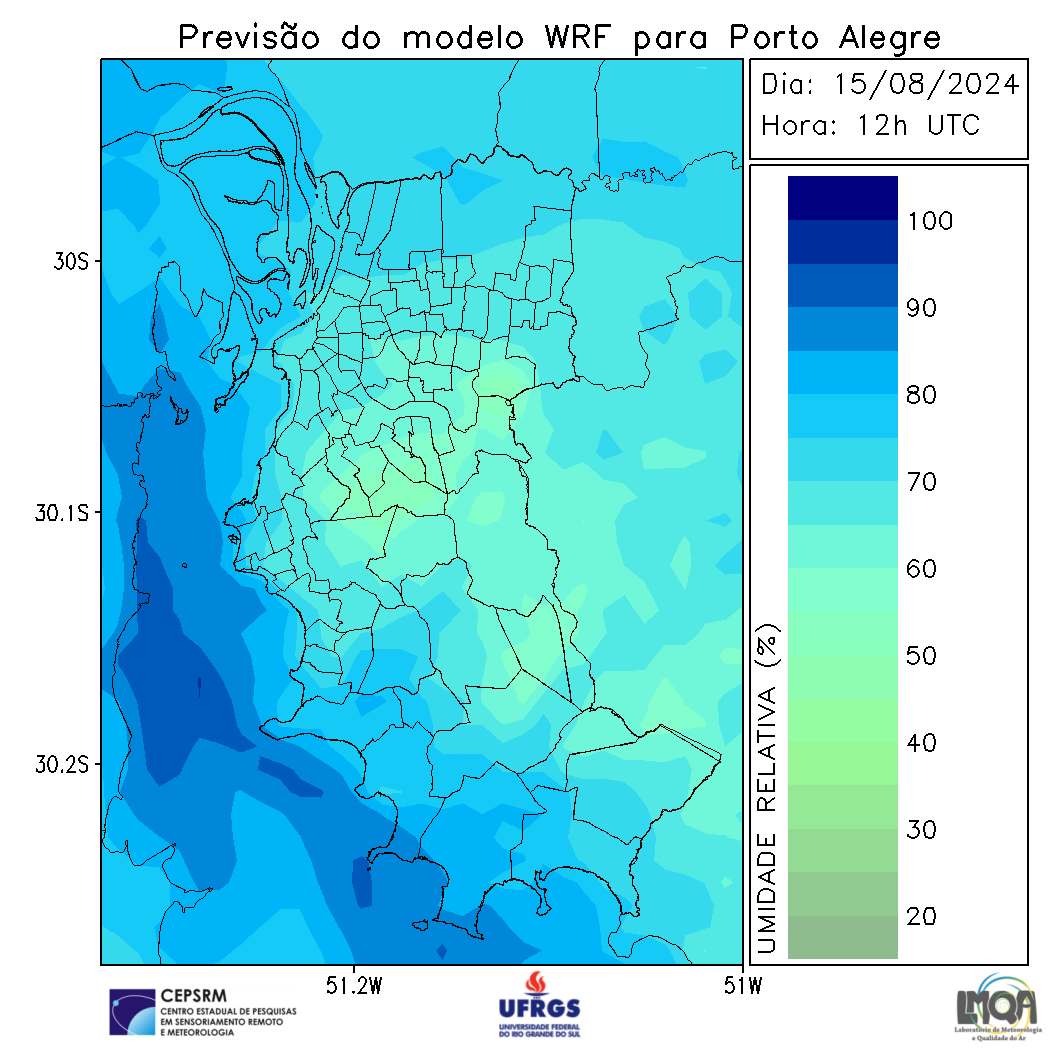 Previsão do modelo WRF para Porto Alegre
Dia: 15/08/2024
Hora: 12h UTC
30S
30.1S
30.2S
51.2W
51W
100
90
80
70
60
50
40
30
20
UMIDADE RELATIVA (%)
CEPSRM
CENTRO ESTADUAL DE PESQUISAS
EM SENSORIAMENTO REMOTO
E METEOROLOGIA
UFRGS
UNIVERSIDADE FEDERAL
DO RIO GRANDE DO SUL
LMQA
Laboratório de Meteorologia
e Qualidade do Ar